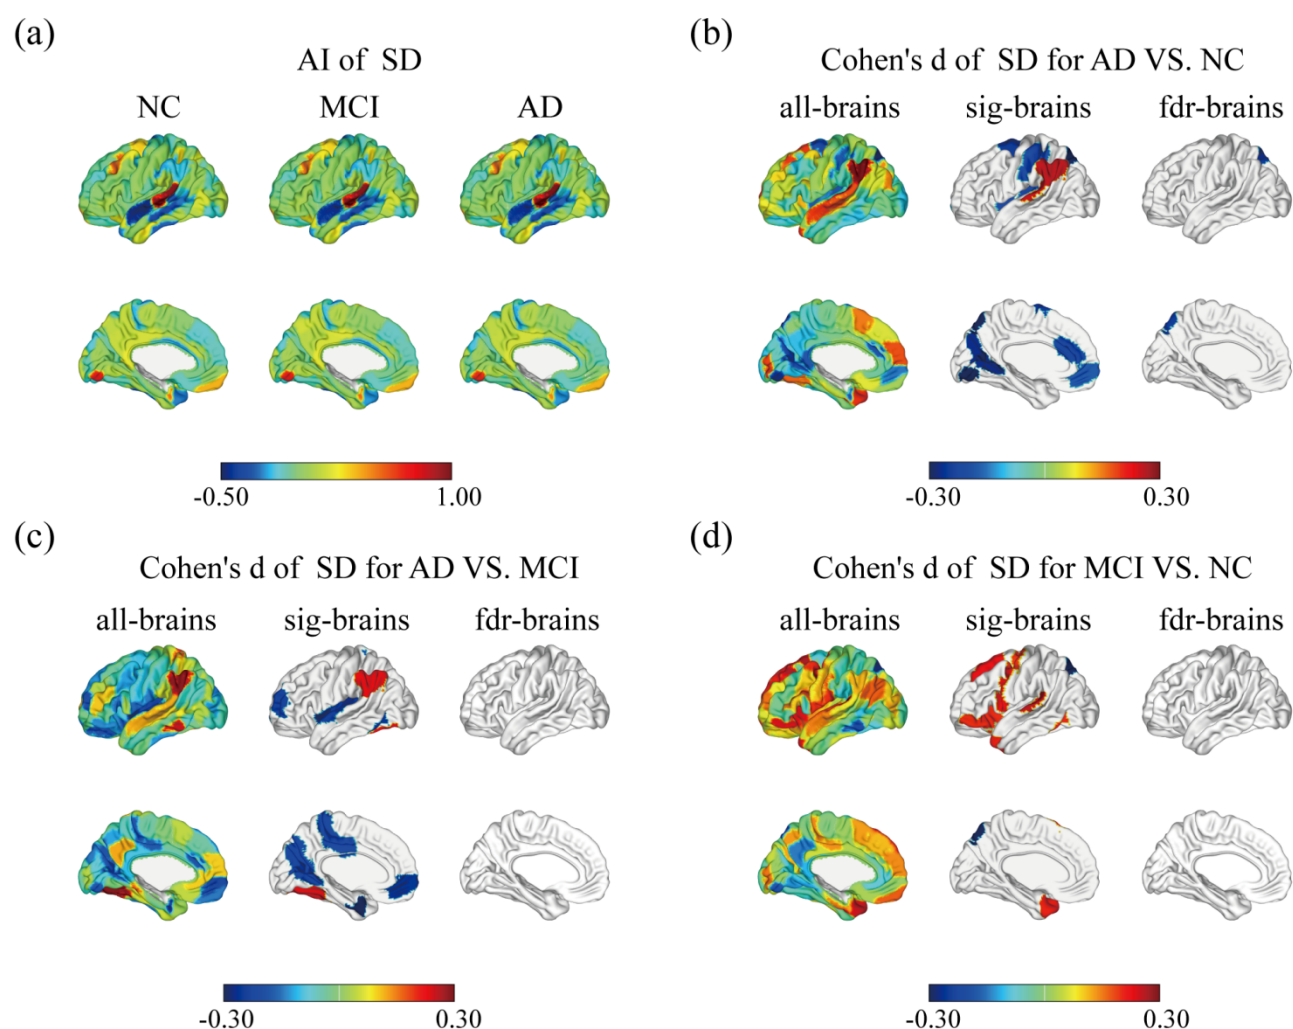 (a)
AI of SD
NC MCI AD
-0.50 1.00
(b)
Cohen's d of SD for AD VS. NC
all-brains sig-brains fdr-brains
-0.30 0.30
(c)
Cohen's d of SD for AD VS. MCI
all-brains sig-brains fdr-brains
-0.30 0.30
(d)
Cohen's d of SD for MCI VS. NC
all-brains sig-brains fdr-brains
-0.30 0.30